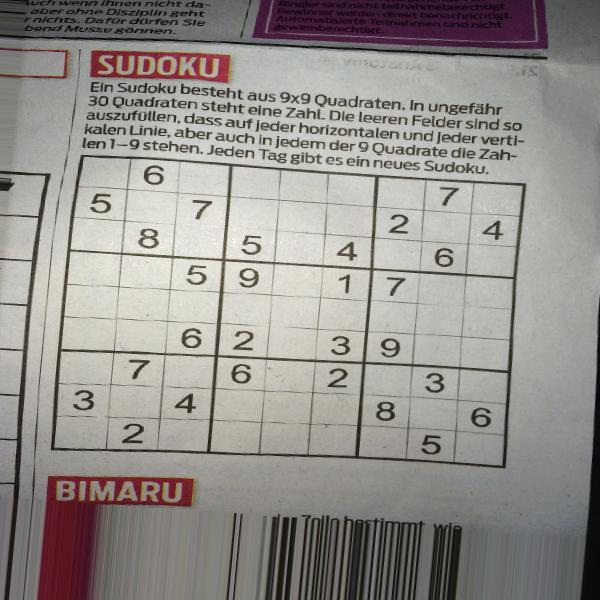 auch wenn Ihnen nicht da-
aber ohne Disziplin geht
r nichts. Dafür dürfen Sie
bend Musse gönnen.
Ringier sind nicht teilnahmeberechtigt.
Gewinner werden direkt benachrichtigt.
Automatisierte Teilnahmen sind nicht
gewinnberechtigt.
SUDOKU
Ein Sudoku besteht aus 9x9 Quadraten. In ungefähr
30 Quadraten steht eine Zahl. Die leeren Felder sind so
auszufüllen, dass auf jeder horizontalen und jeder verti-
kalen Linie, aber auch in jedem der 9 Quadrate die Zah-
len 1–9 stehen. Jeden Tag gibt es ein neues Sudoku.
6 7
5 7 2 4
8 5 4 6
5 9 1 7
6 2 3 9
7 6 2 3
3 4 8 6
2 5
BIMARU
Zeile bestimmt, wie